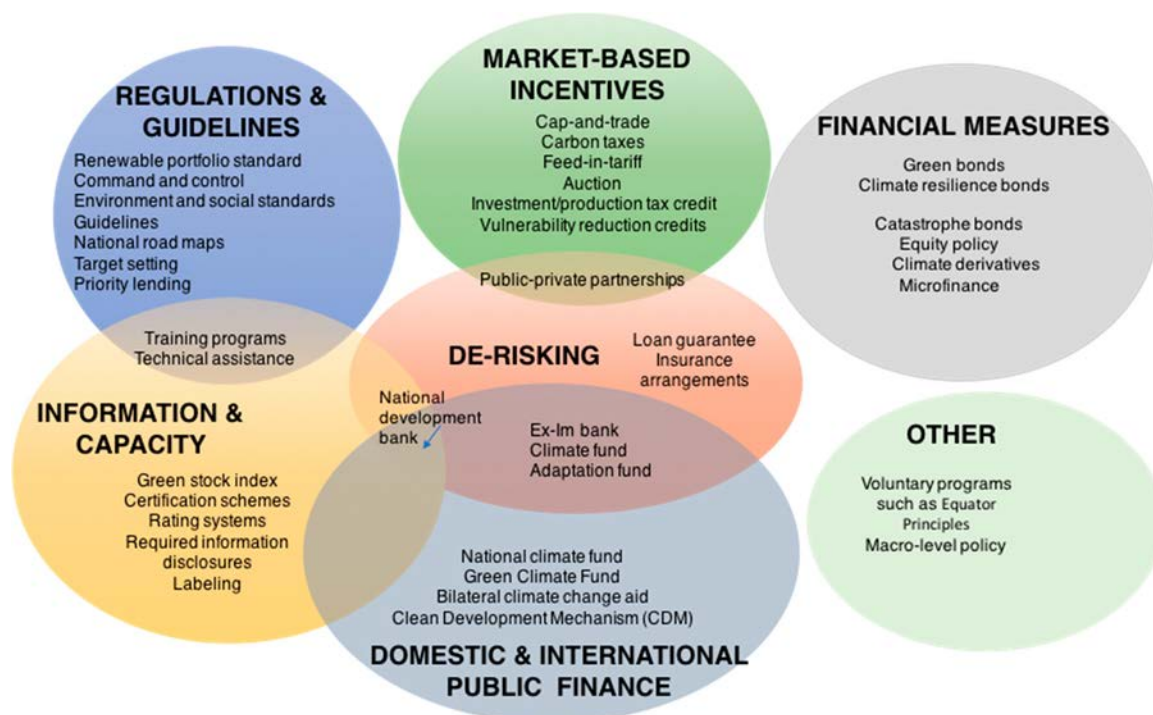 REGULATIONS &
GUIDELINES
Renewable portfolio standard
Command and control
Environment and social standards
Guidelines
National road maps
Target setting
Priority lending
MARKET-BASED
INCENTIVES
Cap-and-trade
Carbon taxes
Feed-in-tariff
Auction
Investment/production tax credit
Vulnerability reduction credits
FINANCIAL MEASURES
Green bonds
Climate resilience bonds
Catastrophe bonds
Equity policy
Climate derivatives
Microfinance
Public-private partnerships
Training programs
Technical assistance
DE-RISKING
Loan guarantee
Insurance
arrangements
National
development
bank
Ex-Im bank
Climate fund
Adaptation fund
INFORMATION &
CAPACITY
Green stock index
Certification schemes
Rating systems
Required information
disclosures
Labeling
OTHER
Voluntary programs
such as Equator
Principles
Macro-level policy
National climate fund
Green Climate Fund
Bilateral climate change aid
Clean Development Mechanism (CDM)
DOMESTIC & INTERNATIONAL
PUBLIC FINANCE